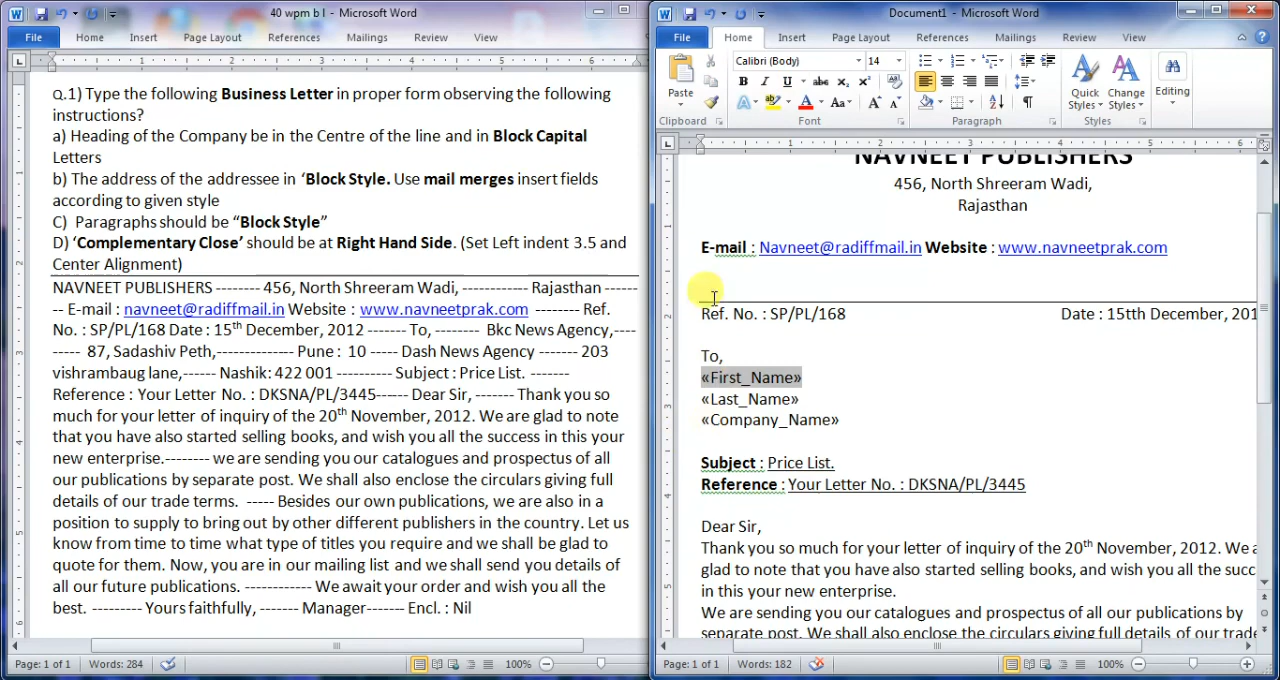 40 wpm b l - Microsoft Word
File Home Insert Page Layout References Mailings Review View
Q.1) Type the following Business Letter in proper form observing the following
instructions?
a) Heading of the Company be in the Centre of the line and in Block Capital
Letters
b) The address of the addressee in ‘Block Style. Use mail merges insert fields
according to given style
C) Paragraphs should be “Block Style”
D) ‘Complementary Close’ should be at Right Hand Side. (Set Left indent 3.5 and
Center Alignment)
NAVNEET PUBLISHERS -------- 456, North Shreeram Wadi, ------------ Rajasthan ------
-- E-mail : navneet@radiffmail.in Website : www.navneetprak.com -------- Ref.
No. : SP/PL/168 Date : 15th December, 2012 ------- To, -------- Bkc News Agency,----
----- 87, Sadashiv Peth,-------------- Pune : 10 ----- Dash News Agency ------- 203
vishrambaug lane,------ Nashik: 422 001 ---------- Subject : Price List. -------
Reference : Your Letter No. : DKSNA/PL/3445------ Dear Sir, ------- Thank you so
much for your letter of inquiry of the 20th November, 2012. We are glad to note
that you have also started selling books, and wish you all the success in this your
new enterprise.-------- we are sending you our catalogues and prospectus of all
our publications by separate post. We shall also enclose the circulars giving full
details of our trade terms. ----- Besides our own publications, we are also in a
position to supply to bring out by other different publishers in the country. Let us
know from time to time what type of titles you require and we shall be glad to
quote for them. Now, you are in our mailing list and we shall send you details of
all our future publications. ------------ We await your order and wish you all the
best. --------- Yours faithfully, ------- Manager------- Encl. : Nil
Page: 1 of 1 Words: 284 100%
Document1 - Microsoft Word
File Home Insert Page Layout References Mailings Review View
Calibri (Body) 14
Paste
Quick Styles
Change Styles
Editing
Clipboard Font Paragraph Styles
NAVNEET PUBLISHERS
456, North Shreeram Wadi,
Rajasthan
E-mail : Navneet@radiffmail.in Website : www.navneetprak.com
Ref. No. : SP/PL/168 Date : 15tth December, 201
To,
«First_Name»
«Last_Name»
«Company_Name»
Subject : Price List.
Reference : Your Letter No. : DKSNA/PL/3445
Dear Sir,
Thank you so much for your letter of inquiry of the 20th November, 2012. We a
glad to note that you have also started selling books, and wish you all the succ
in this your new enterprise.
We are sending you our catalogues and prospectus of all our publications by
separate post. We shall also enclose the circulars giving full details of our trade
Page: 1 of 1 Words: 182 100%